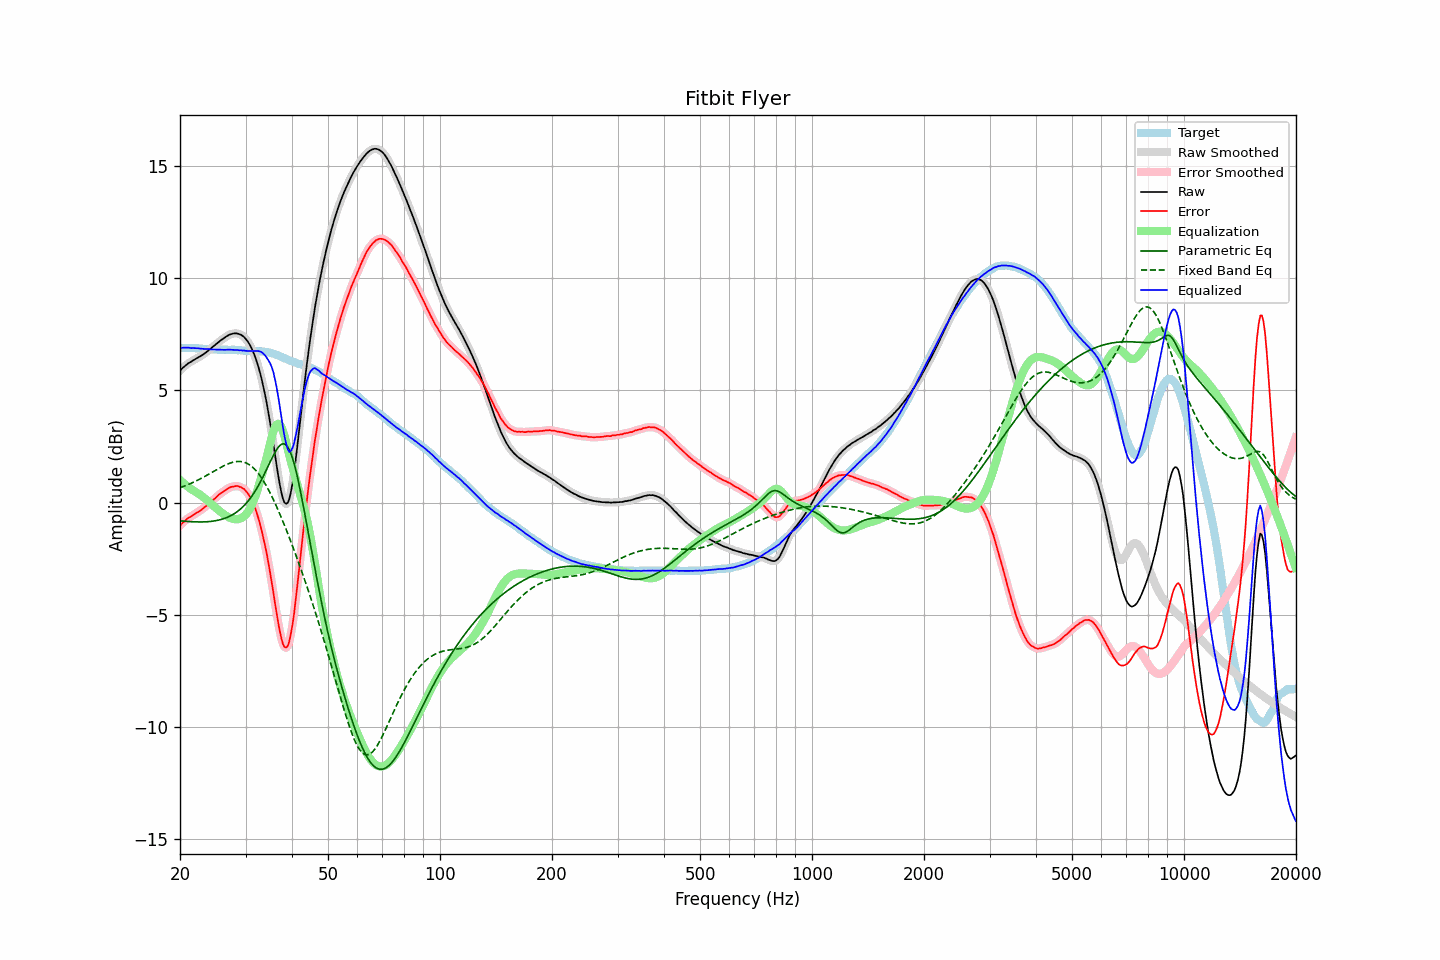 Fitbit Flyer
Target
Raw Smoothed
Error Smoothed
Raw
Error
Equalization
Parametric Eq
Fixed Band Eq
Equalized
Amplitude (dBr)
15
10
5
0
−5
−10
−15
20 50 100 200 500 1000 2000 5000 10000 20000
Frequency (Hz)